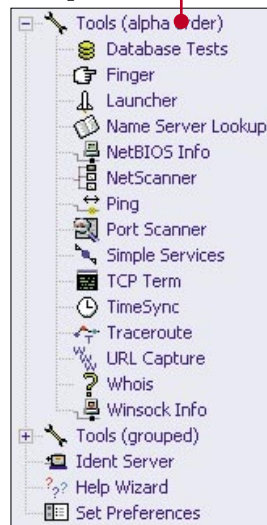 Tools (alpha order)
Database Tests
Finger
Launcher
Name Server Lookup
NetBIOS Info
NetScanner
Ping
Port Scanner
Simple Services
TCP Term
TimeSync
Traceroute
URL Capture
Whois
Winsock Info
Tools (grouped)
Ident Server
Help Wizard
Set Preferences